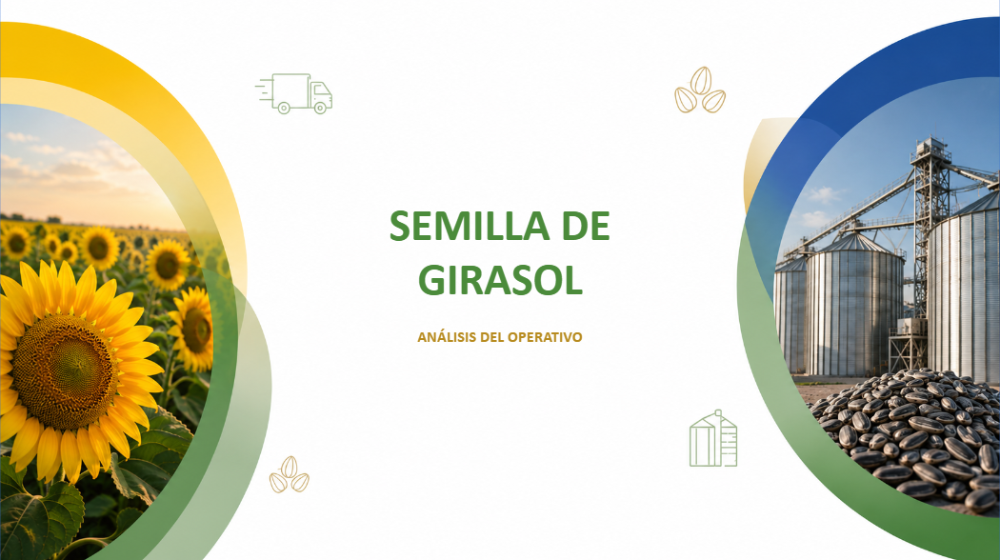 SEMILLA DE
GIRASOL
ANÁLISIS DEL OPERATIVO